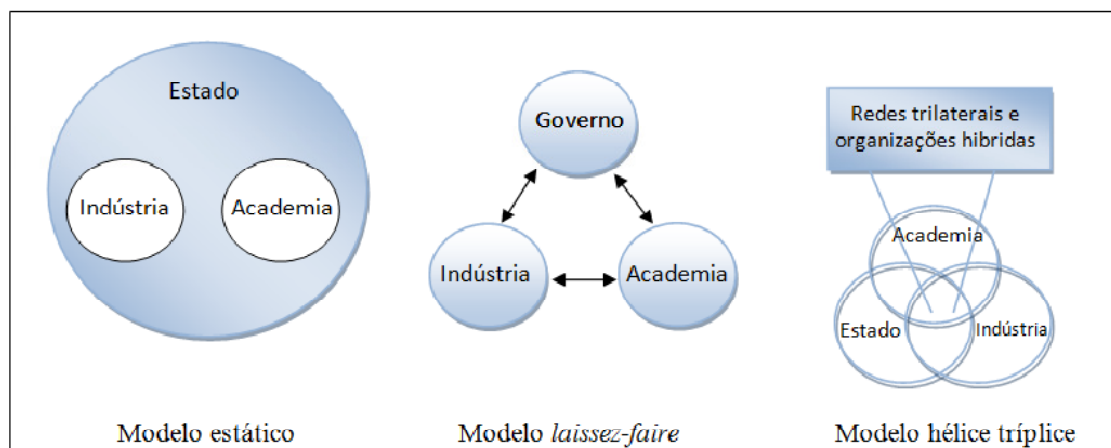 Estado
Indústria
Academia
Modelo estático
Governo
Indústria
Academia
Modelo laissez-faire
Redes trilaterais e
organizações hibridas
Academia
Estado
Indústria
Modelo hélice tríplice